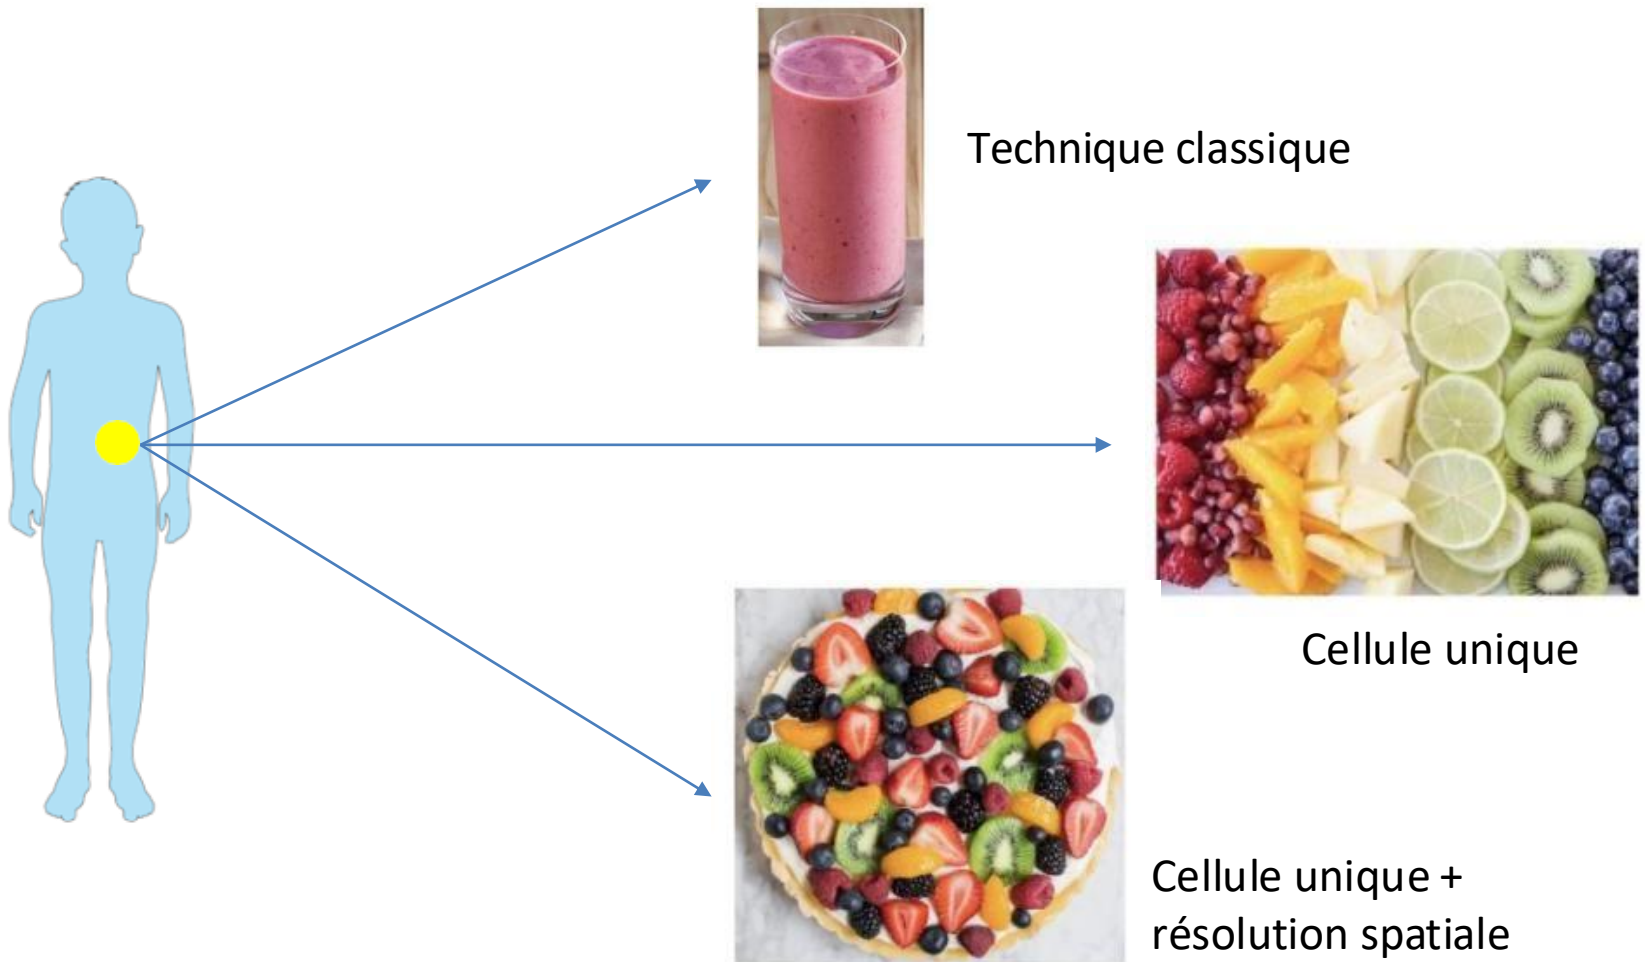 Technique classique
Cellule unique
Cellule unique +
résolution spatiale